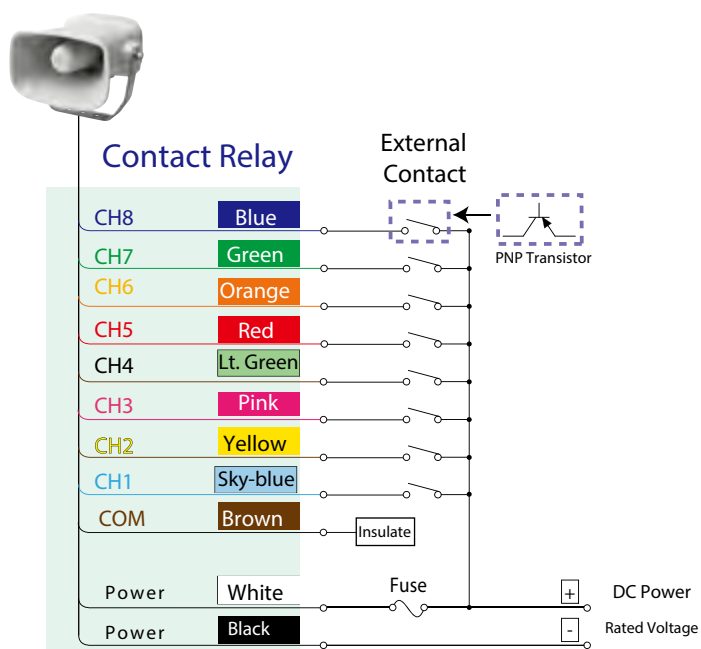 Contact Relay
External
Contact
CH8 Blue
PNP Transistor
CH7 Green
CH6 Orange
CH5 Red
CH4 Lt. Green
CH3 Pink
CH2 Yellow
CH1 Sky-blue
COM Brown
Insulate
Power White Fuse + DC Power
Power Black - Rated Voltage